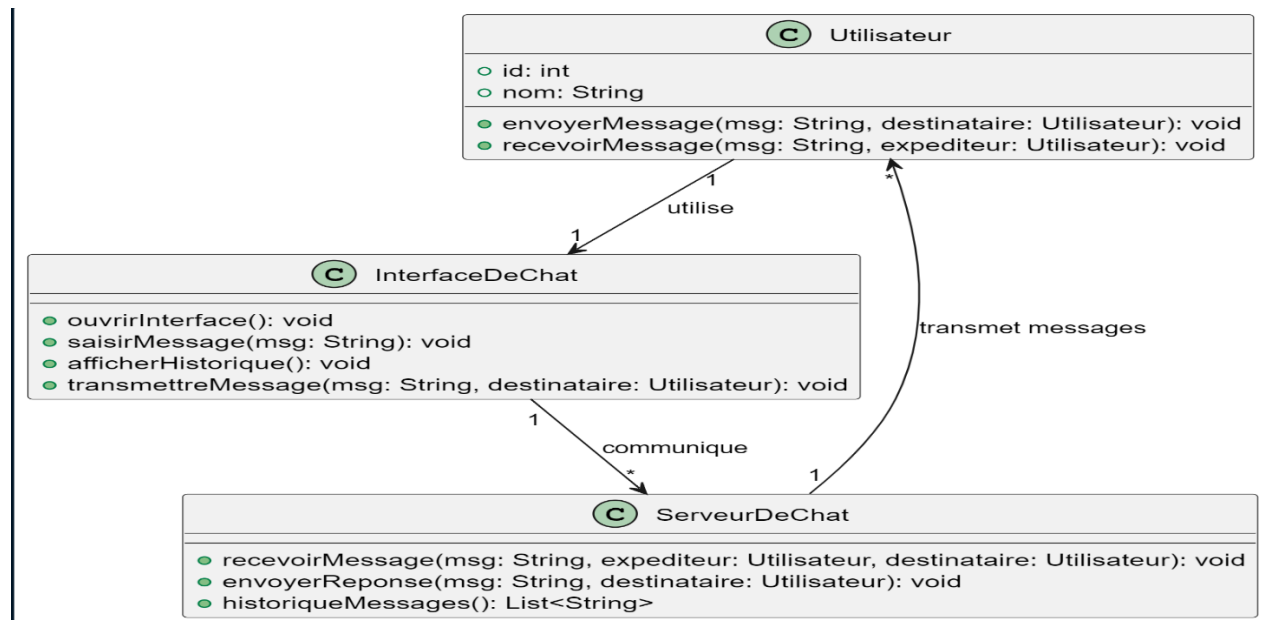 C Utilisateur
id: int
nom: String
envoyerMessage(msg: String, destinataire: Utilisateur): void
recevoirMessage(msg: String, expediteur: Utilisateur): void
1
*
utilise
1
C InterfaceDeChat
ouvrirInterface(): void
saisirMessage(msg: String): void
afficherHistorique(): void
transmettreMessage(msg: String, destinataire: Utilisateur): void
transmet messages
1
communique
*
1
C ServeurDeChat
recevoirMessage(msg: String, expediteur: Utilisateur, destinataire: Utilisateur): void
envoyerReponse(msg: String, destinataire: Utilisateur): void
historiqueMessages(): List<String>